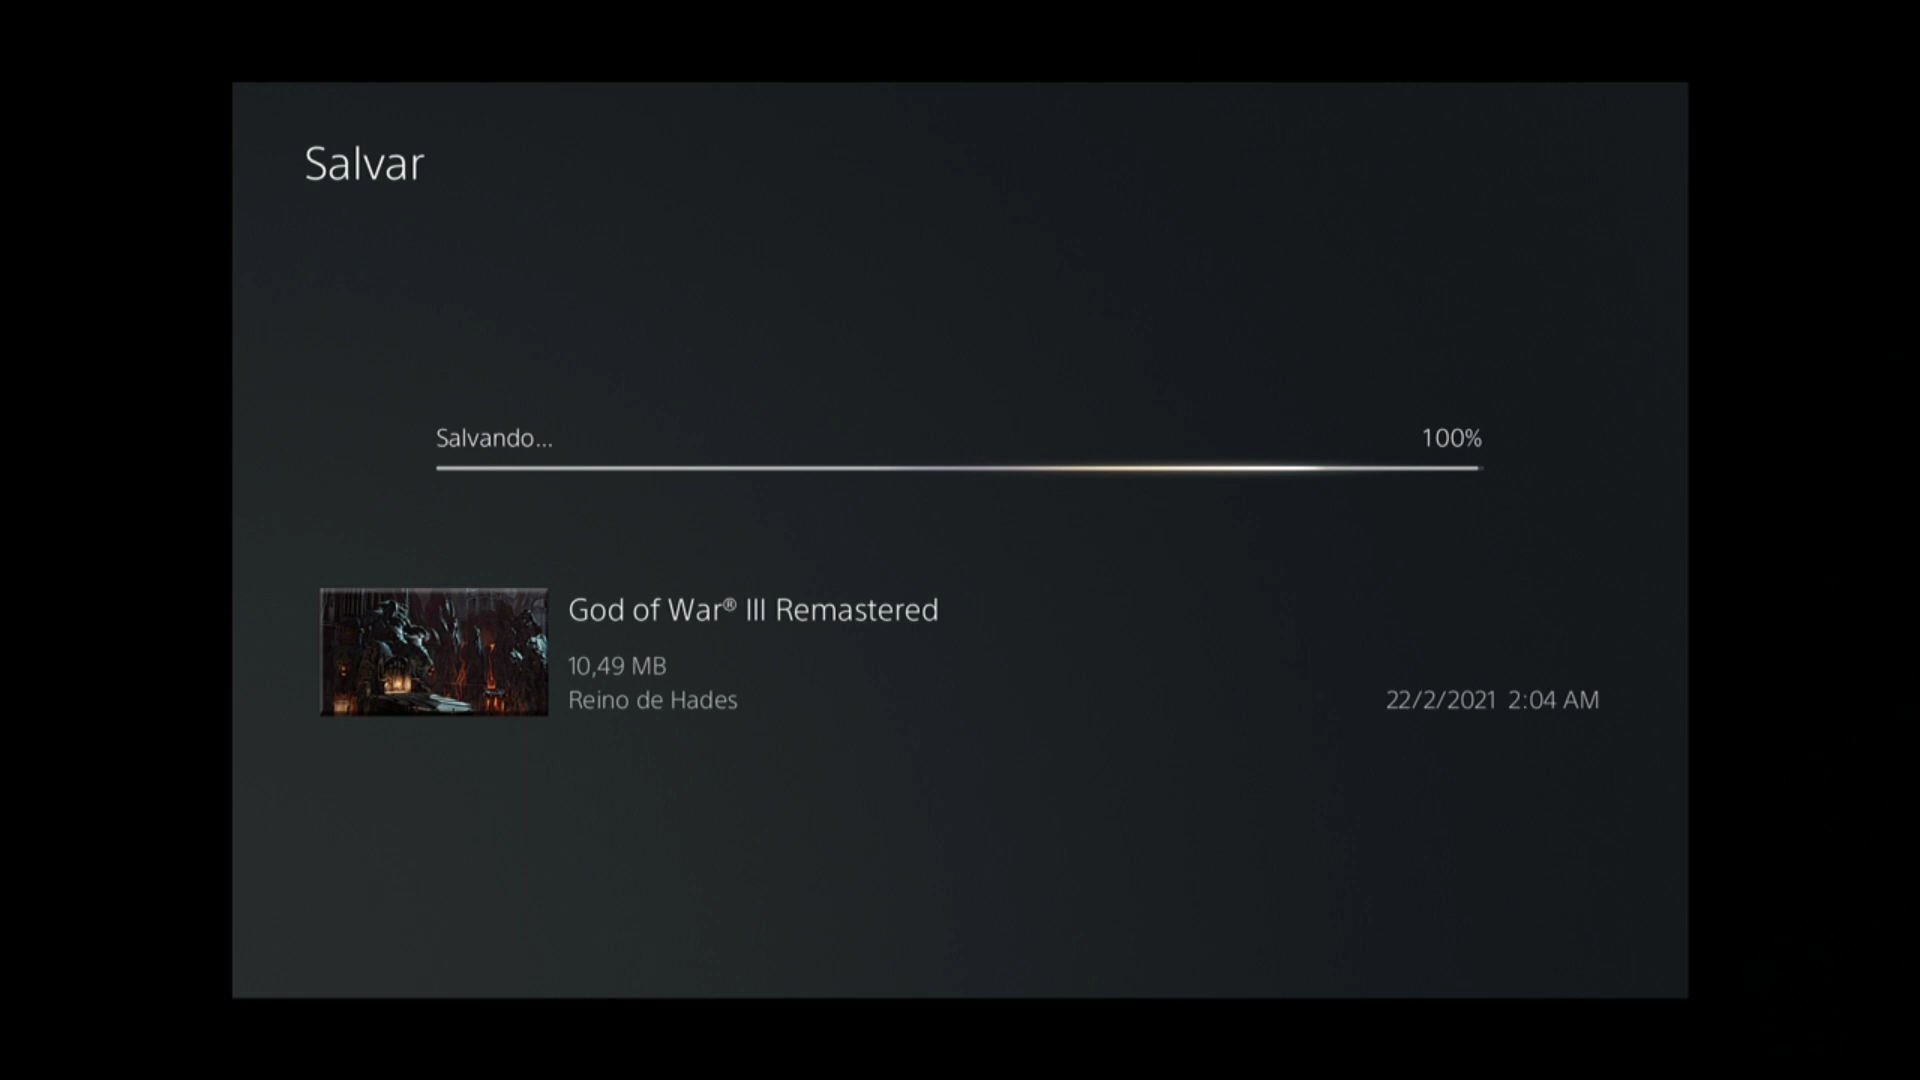 Salvar
Salvando... 100%
God of War® III Remastered
10,49 MB
Reino de Hades 22/2/2021 2:04 AM